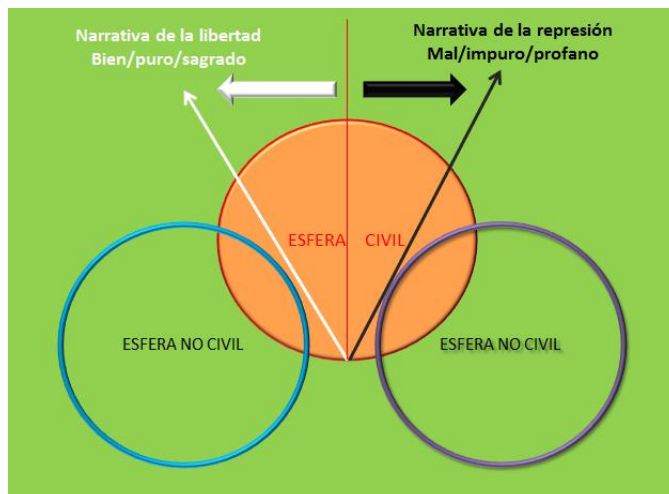 Narrativa de la libertad
Bien/puro/sagrado
Narrativa de la represión
Mal/impuro/profano
ESFERA CIVIL
ESFERA NO CIVIL
ESFERA NO CIVIL